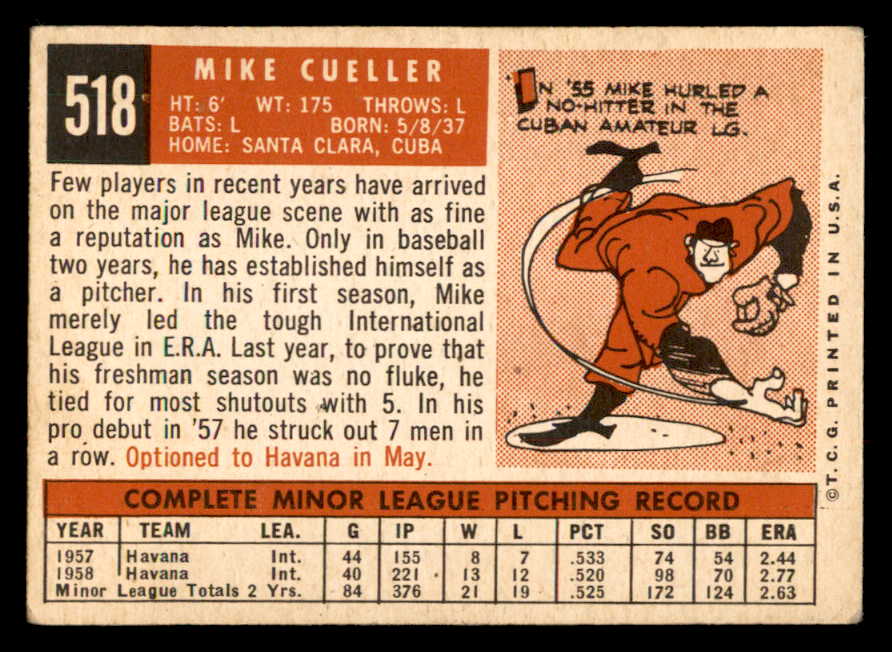 518
MIKE CUELLER
HT: 6' WT: 175 THROWS: L
BATS: L BORN: 5/8/37
HOME: SANTA CLARA, CUBA
Few players in recent years have arrived
on the major league scene with as fine
a reputation as Mike. Only in baseball
two years, he has established himself as
a pitcher. In his first season, Mike
merely led the tough International
League in E.R.A. Last year, to prove that
his freshman season was no fluke, he
tied for most shutouts with 5. In his
pro debut in '57 he struck out 7 men in
a row. Optioned to Havana in May.
IN '55 MIKE HURLED A
NO-HITTER IN THE
CUBAN AMATEUR LG.
© T. C. G. PRINTED IN U.S.A.
COMPLETE MINOR LEAGUE PITCHING RECORD
YEAR TEAM LEA. G IP W L PCT SO BB ERA
1957 Havana Int. 44 155 8 7 .533 74 54 2.44
1958 Havana Int. 40 221 13 12 .520 98 70 2.77
Minor League Totals 2 Yrs. 84 376 21 19 .525 172 124 2.63